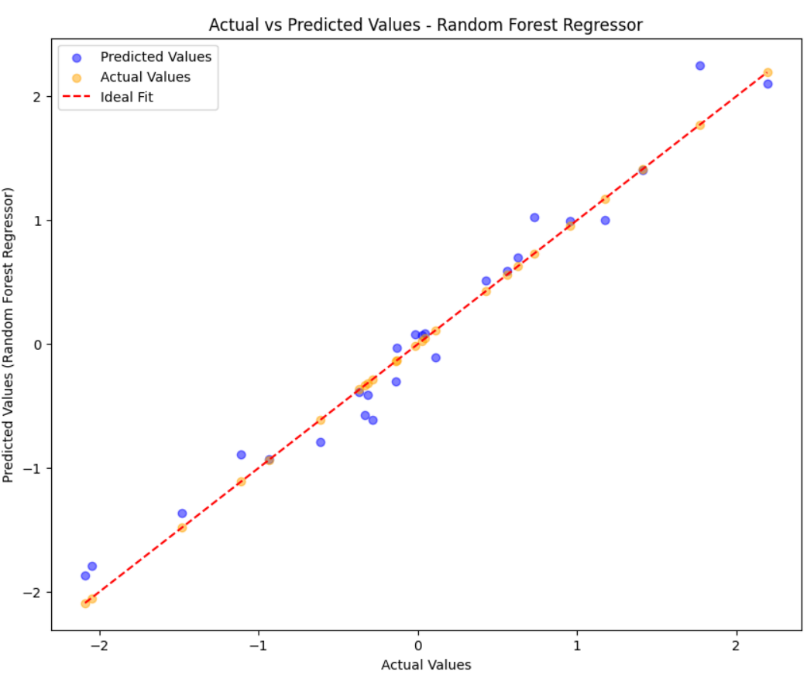 Actual vs Predicted Values - Random Forest Regressor
Predicted Values
Actual Values
Ideal Fit
Predicted Values (Random Forest Regressor)
2
1
0
−1
−2
−2
−1
0
1
2
Actual Values